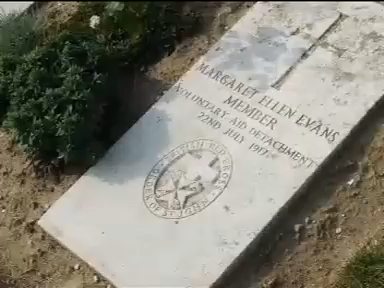 MARGARET ELLEN EVANS
MEMBER
VOLUNTARY AID DETACHMENT
22ND JULY 1917